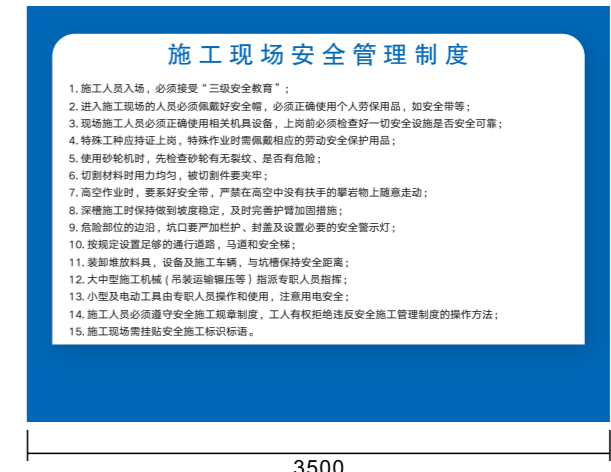 施工现场安全管理制度
1. 施工人员入场，必须接受“三级安全教育”；
2. 进入施工现场的人员必须佩戴好安全帽，必须正确使用个人劳保用品，如安全带等；
3. 现场施工人员必须正确使用相关机具设备，上岗前必须检查好一切安全设施是否安全可靠；
4. 特殊工种应持证上岗，特殊作业时需佩戴相应的劳动安全保护用品；
5. 使用砂轮机时，先检查砂轮有无裂纹、是否有危险；
6. 切割材料时用力均匀，被切割件要夹牢；
7. 高空作业时，要系好安全带，严禁在高空中没有扶手的攀岩物上随意走动；
8. 深槽施工时保持做到坡度稳定，及时完善护臂加固措施；
9. 危险部位的边沿，坑口要严加栏护、封盖及设置必要的安全警示灯；
10. 按规定设置足够的通行道路，马道和安全梯；
11. 装卸堆放料具，设备及施工车辆，与坑槽保持安全距离；
12. 大中型施工机械（吊装运输辗压等）指派专职人员指挥；
13. 小型及电动工具由专职人员操作和使用，注意用电安全；
14. 施工人员必须遵守安全施工规章制度，工人有权拒绝违反安全施工管理制度的操作方法；
15. 施工现场需挂贴安全施工标识标语。
3500